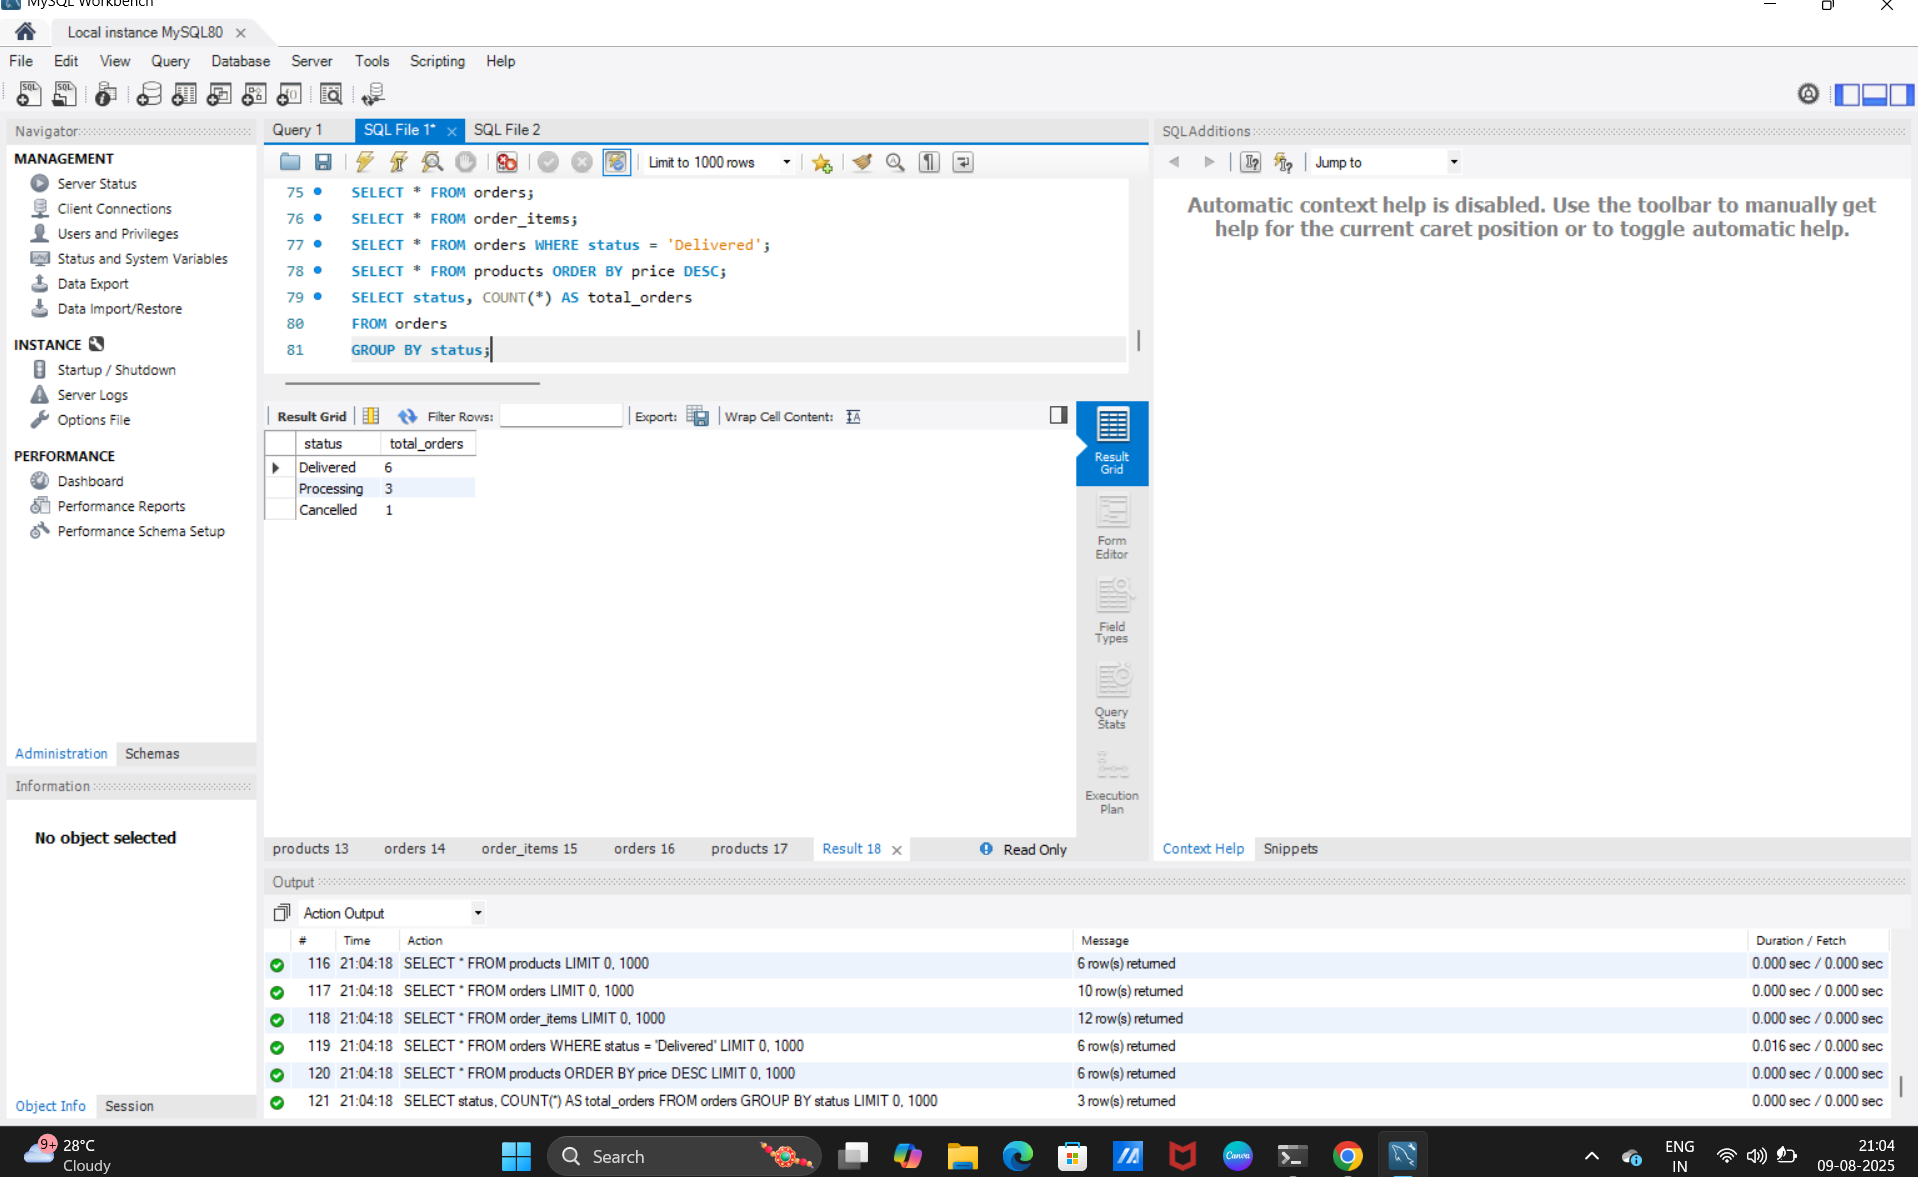 MySQL Workbench
Local instance MySQL80
File Edit View Query Database Server Tools Scripting Help
Navigator
MANAGEMENT
Server Status
Client Connections
Users and Privileges
Status and System Variables
Data Export
Data Import/Restore
INSTANCE
Startup / Shutdown
Server Logs
Options File
PERFORMANCE
Dashboard
Performance Reports
Performance Schema Setup
Administration Schemas
Information
No object selected
Object Info Session
Query 1 SQL File 1* SQL File 2
Limit to 1000 rows
75 SELECT * FROM orders;
76 SELECT * FROM order_items;
77 SELECT * FROM orders WHERE status = 'Delivered';
78 SELECT * FROM products ORDER BY price DESC;
79 SELECT status, COUNT(*) AS total_orders
80 FROM orders
81 GROUP BY status;
Result Grid Filter Rows: Export: Wrap Cell Content:
status total_orders
Delivered 6
Processing 3
Cancelled 1
Result
Grid
Form
Editor
Field
Types
Query
Stats
Execution
Plan
products 13 orders 14 order_items 15 orders 16 products 17 Result 18 Read Only
SQLAdditions
Jump to
Automatic context help is disabled. Use the toolbar to manually get
help for the current caret position or to toggle automatic help.
Context Help Snippets
Output
Action Output
# Time Action Message Duration / Fetch
116 21:04:18 SELECT * FROM products LIMIT 0, 1000 6 row(s) returned 0.000 sec / 0.000 sec
117 21:04:18 SELECT * FROM orders LIMIT 0, 1000 10 row(s) returned 0.000 sec / 0.000 sec
118 21:04:18 SELECT * FROM order_items LIMIT 0, 1000 12 row(s) returned 0.000 sec / 0.000 sec
119 21:04:18 SELECT * FROM orders WHERE status = 'Delivered' LIMIT 0, 1000 6 row(s) returned 0.016 sec / 0.000 sec
120 21:04:18 SELECT * FROM products ORDER BY price DESC LIMIT 0, 1000 6 row(s) returned 0.000 sec / 0.000 sec
121 21:04:18 SELECT status, COUNT(*) AS total_orders FROM orders GROUP BY status LIMIT 0, 1000 3 row(s) returned 0.000 sec / 0.000 sec
9+
28°C
Cloudy
Search
Canva
ENG
IN
21:04
09-08-2025